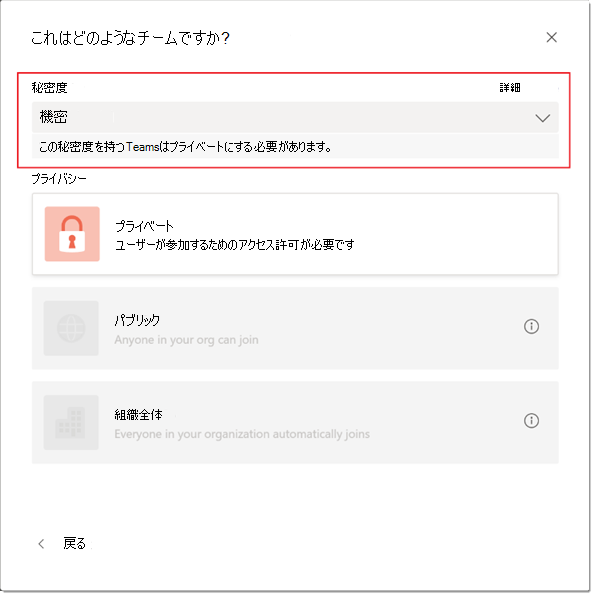 これはどのようなチームですか?
秘密度 詳細
機密
この秘密度を持つTeamsはプライベートにする必要があります。
プライバシー
プライベート
ユーザーが参加するためのアクセス許可が必要です
パブリック
Anyone in your org can join
組織全体
Everyone in your organization automatically joins
戻る